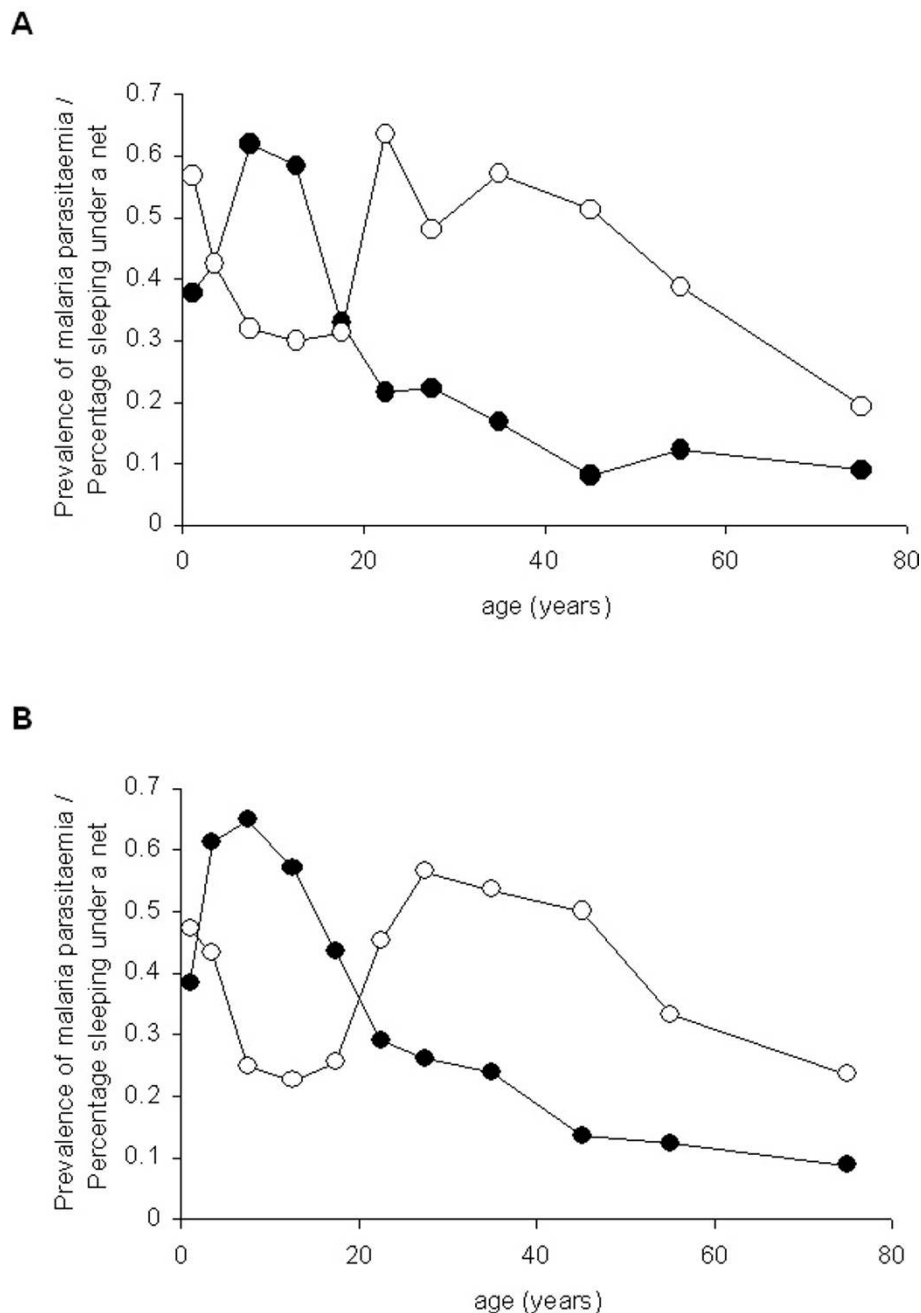 A
Prevalence of malaria parasitaemia /
Percentage sleeping under a net
0.7
0.6
0.5
0.4
0.3
0.2
0.1
0
0 20 40 60 80
age (years)
B
Prevalence of malaria parasitaemia /
Percentage sleeping under a net
0.7
0.6
0.5
0.4
0.3
0.2
0.1
0
0 20 40 60 80
age (years)